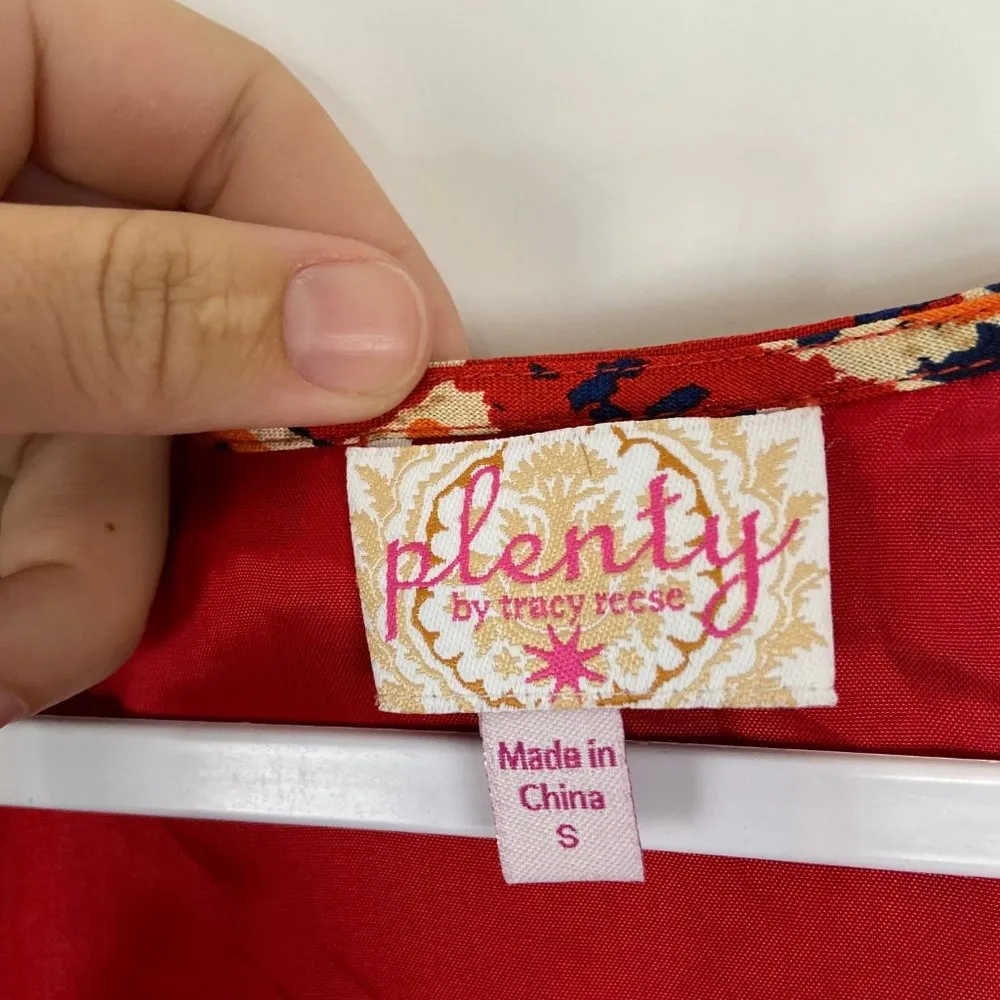 plenty
by tracy reese
Made in
China
S